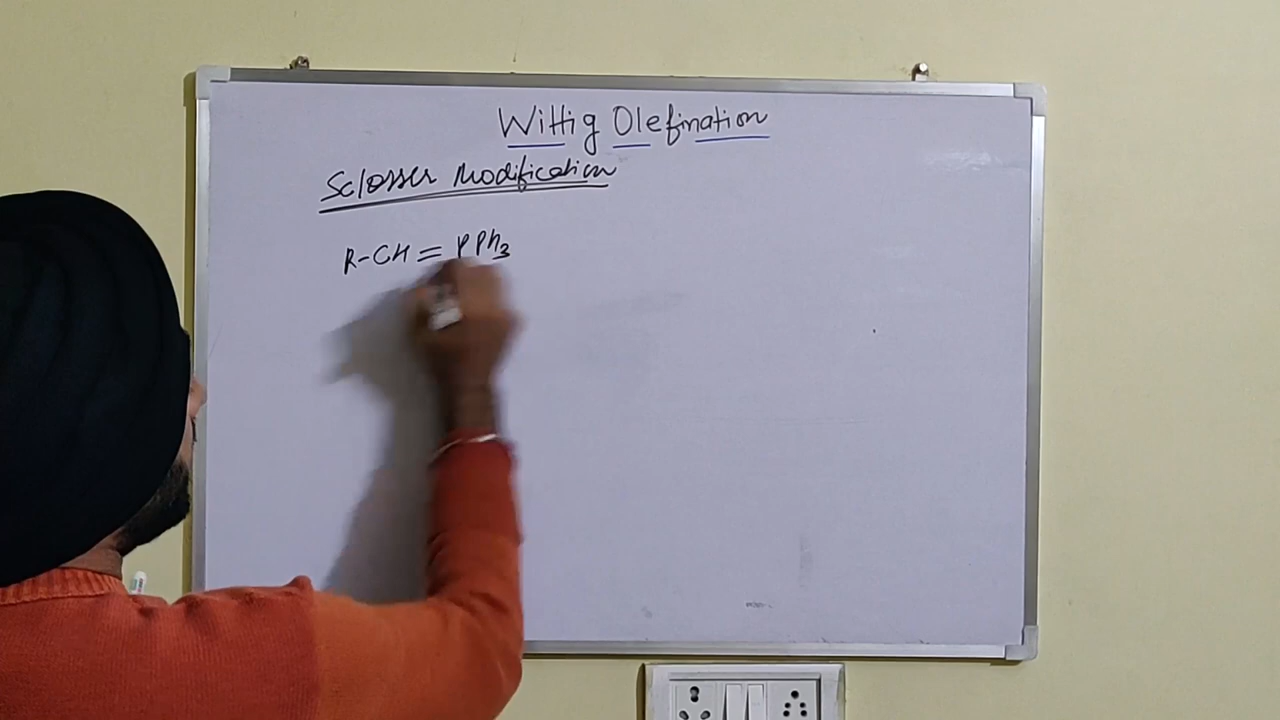 Wittig Olefination
Sclosser Modification
R-CH = PPh3